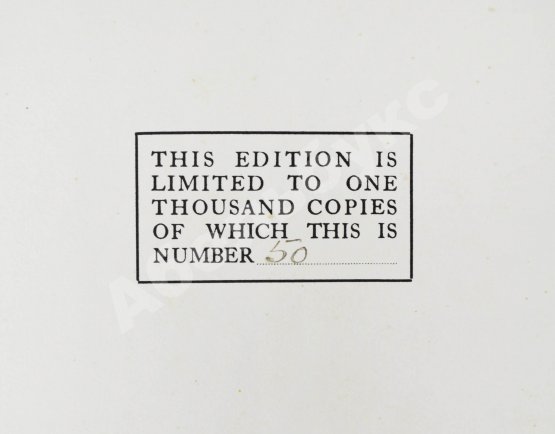 THIS EDITION IS
LIMITED TO ONE
THOUSAND COPIES
OF WHICH THIS IS
NUMBER 50